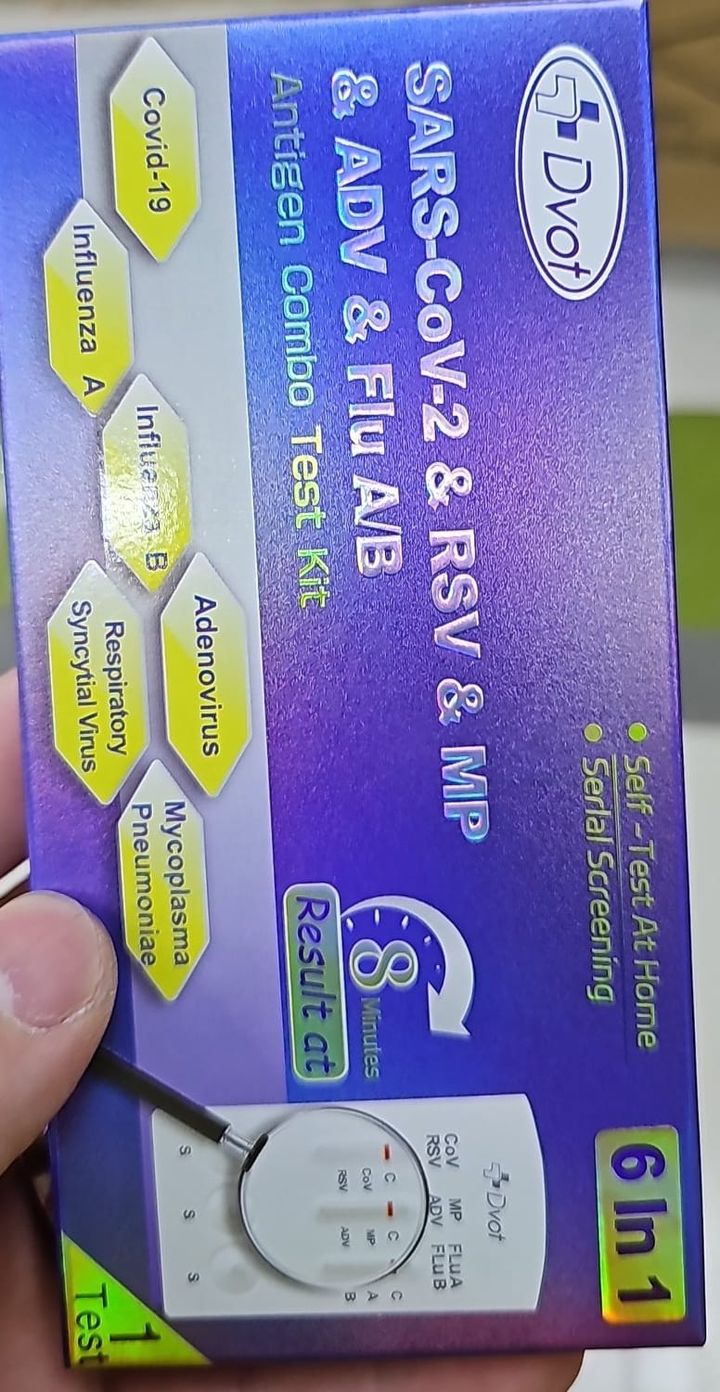 Dvot
Self-Test At Home
Serial Screening
6 In 1
SARS-CoV-2 & RSV & MP
& ADV & Flu A/B
Antigen Combo Test Kit
8
Minutes
Result at
Covid-19
Influenza A
Influenza B
Adenovirus
Respiratory
Syncytial Virus
Mycoplasma
Pneumoniae
Dvot
CoV MP FLuA
RSV ADV FLuB
C C C
CoV MP A
RSV ADV B
S S S
1
Test